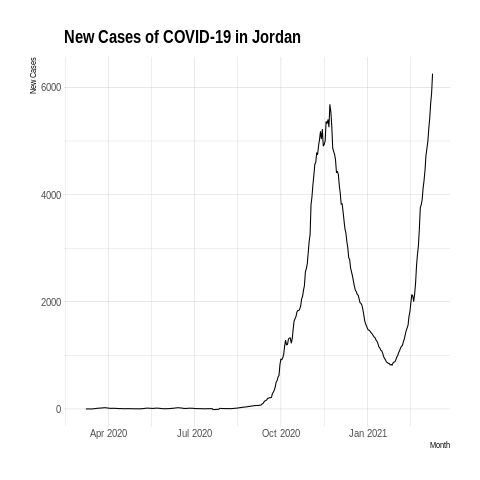 New Cases of COVID-19 in Jordan
New Cases
6000
4000
2000
0
Apr 2020
Jul 2020
Oct 2020
Jan 2021
Month